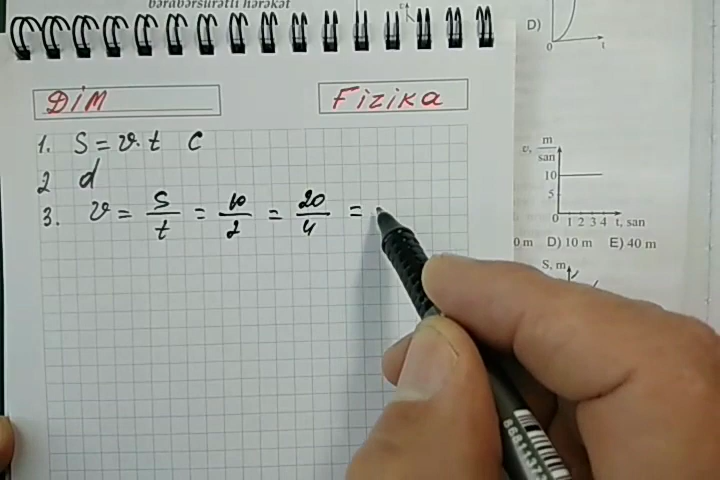 bərabərsürətli hərəkət
D)
0 t
DİM
Fizika
1. S = v · t C
2 d
3. v = S/t = 10/2 = 20/4 =
v, m/san
10
5
0 1 2 3 4 t, san
0 m D) 10 m E) 40 m
S, m